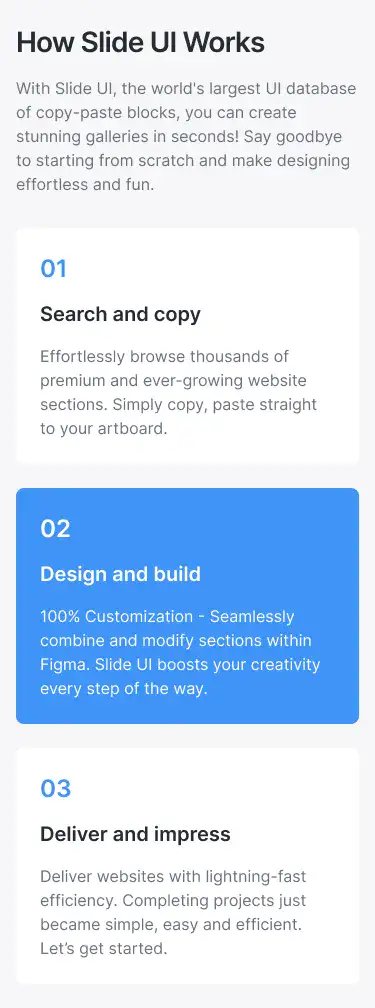 How Slide UI Works
With Slide UI, the world's largest UI database
of copy-paste blocks, you can create
stunning galleries in seconds! Say goodbye
to starting from scratch and make designing
effortless and fun.
01
Search and copy
Effortlessly browse thousands of
premium and ever-growing website
sections. Simply copy, paste straight
to your artboard.
02
Design and build
100% Customization - Seamlessly
combine and modify sections within
Figma. Slide UI boosts your creativity
every step of the way.
03
Deliver and impress
Deliver websites with lightning-fast
efficiency. Completing projects just
became simple, easy and efficient.
Let’s get started.